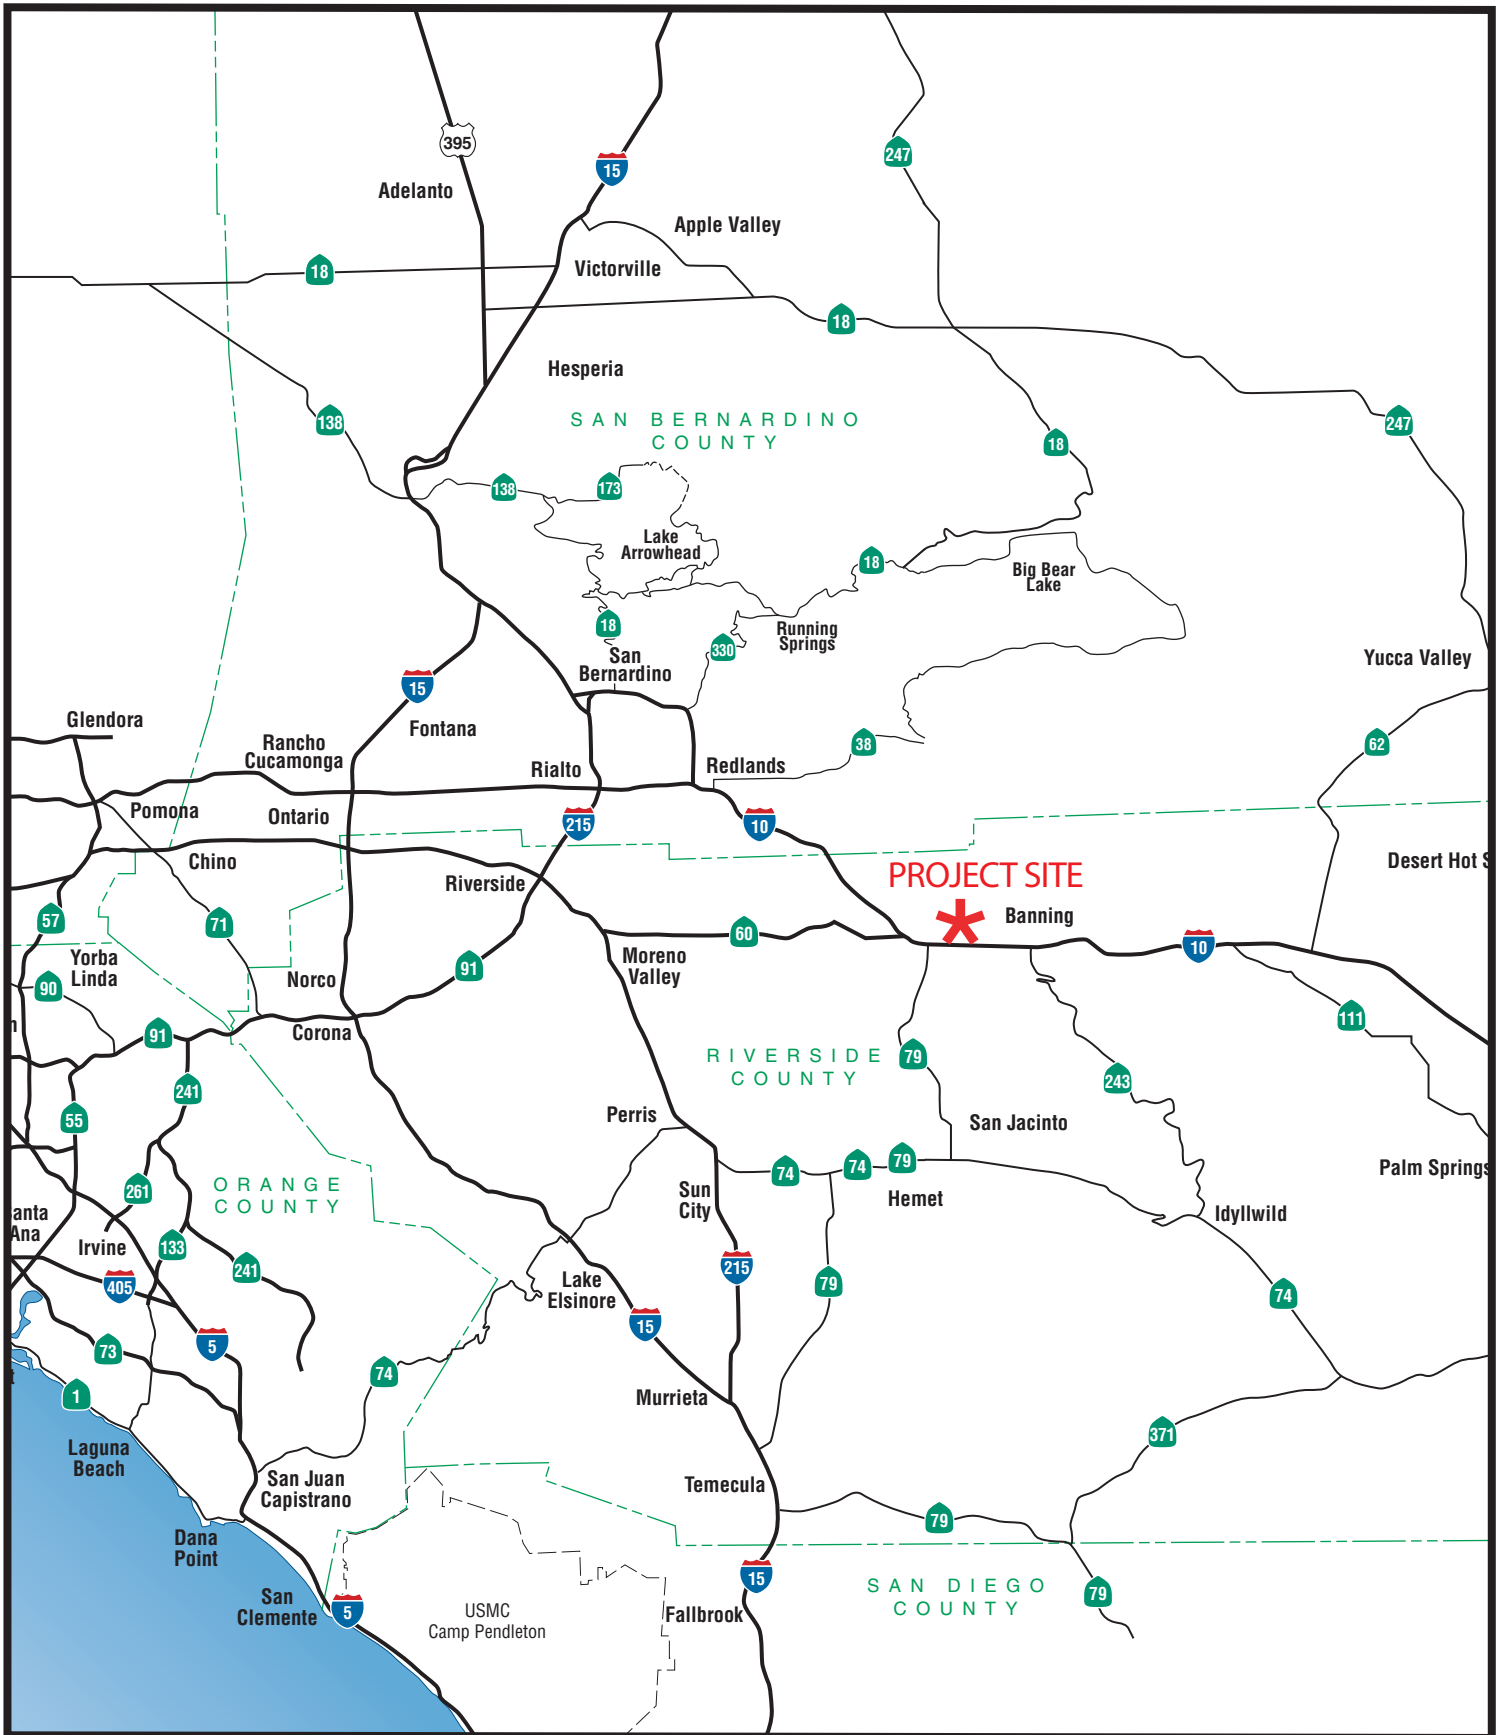 395
15
247
Adelanto
Apple Valley
18
Victorville
18
Hesperia
SAN BERNARDINO
COUNTY
138
247
18
138
173
Lake
Arrowhead
18
Big Bear
Lake
18
Running
Springs
330
San
Bernardino
Yucca Valley
15
Glendora
Fontana
Rancho
Cucamonga
38
62
Rialto
Redlands
Pomona
Ontario
215
10
Chino
Desert Hot S
PROJECT SITE
Riverside
Banning
57
71
60
10
Yorba
Linda
Moreno
Valley
91
Norco
90
111
n
91
Corona
RIVERSIDE
COUNTY
79
243
241
55
Perris
San Jacinto
74
74
79
Palm Springs
261
ORANGE
COUNTY
Sun
City
Hemet
anta
Ana
Idyllwild
Irvine
133
241
215
405
Lake
Elsinore
79
74
15
5
73
74
1
Murrieta
371
Laguna
Beach
San Juan
Capistrano
Temecula
79
Dana
Point
15
SAN DIEGO
COUNTY
79
San
Clemente
5
USMC
Camp Pendleton
Fallbrook